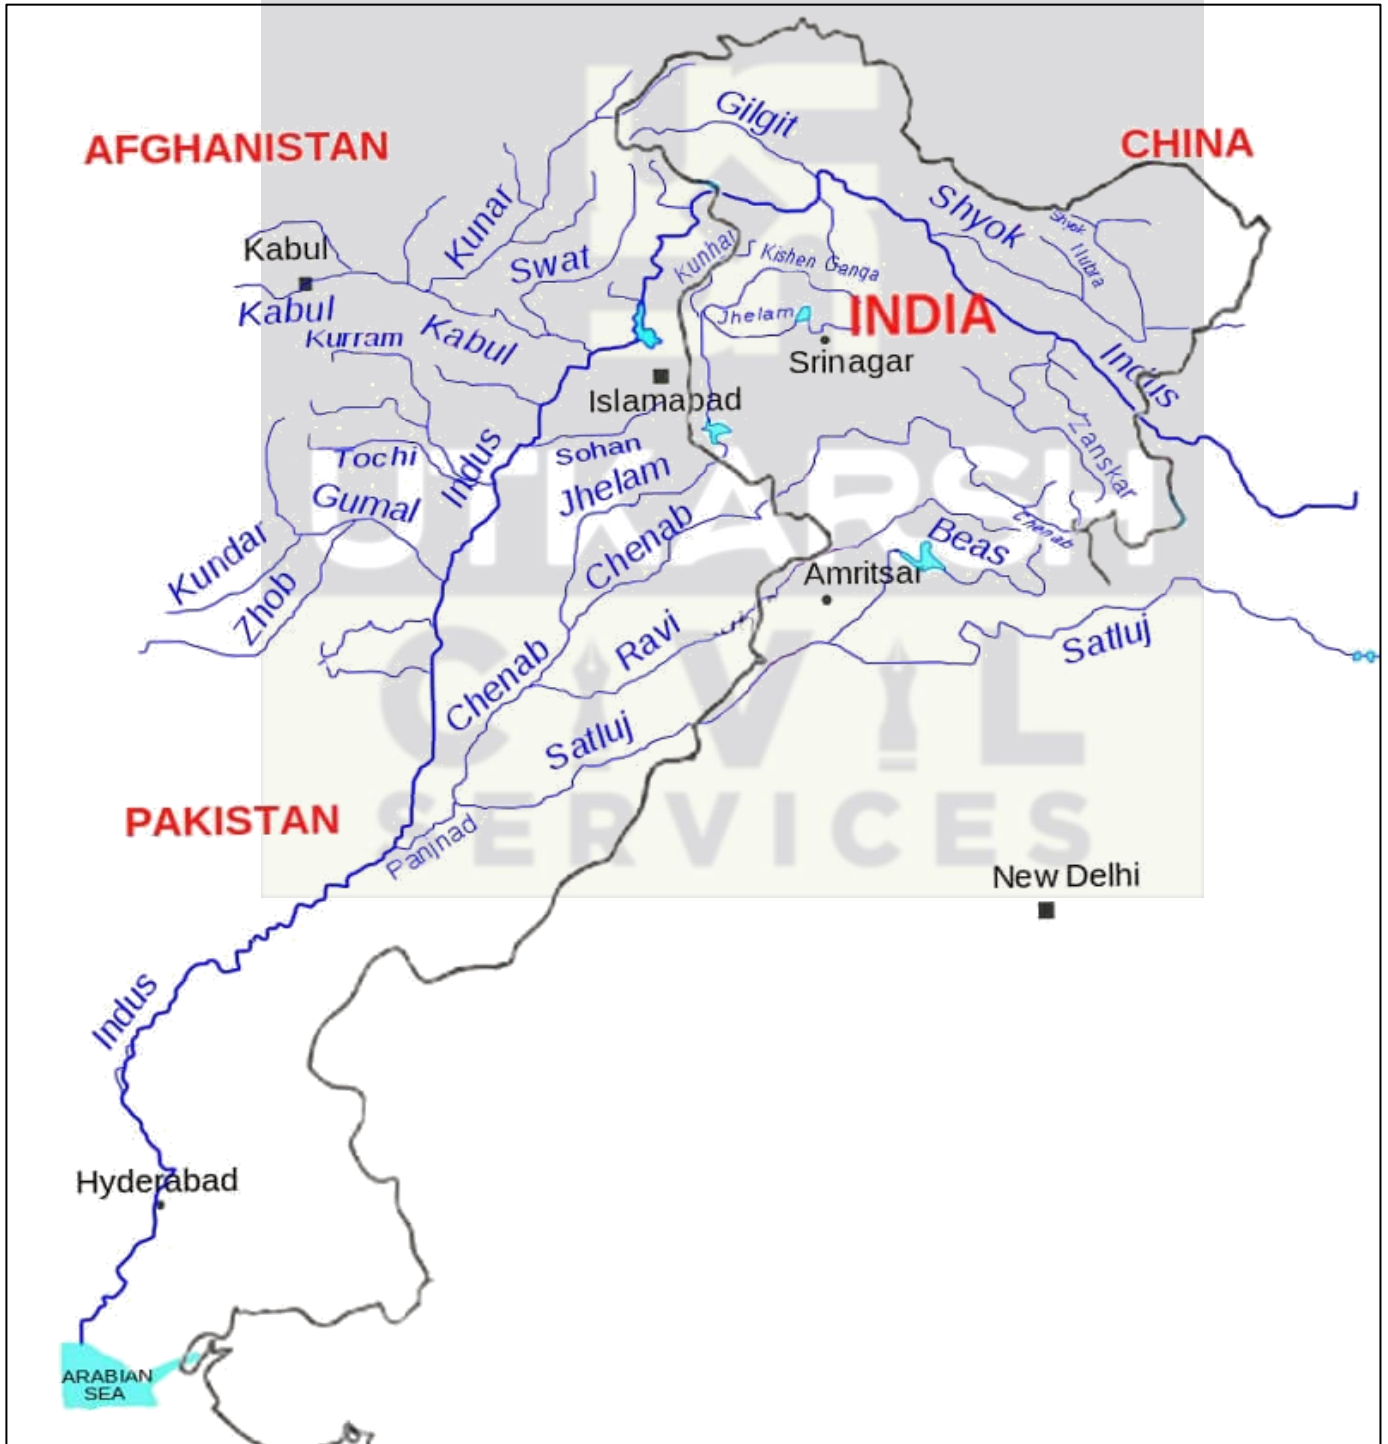 Gilgit
AFGHANISTAN
CHINA
Shyok
Shyok
Nubra
Kunar
Kabul
Swat
Kunhar
Kishen Ganga
Kabul
Kurram
Kabul
Jhelam
INDIA
Srinagar
Indus
Islamabad
Sohan
Indus
Tochi
Jhelam
Zanskar
Gumal
UTKARSH
Chenab
Chenab
Beas
Kundar
Zhob
Amritsar
Ravi
Satluj
CIVIL
Chenab
Satluj
PAKISTAN
SERVICES
Panjnad
New Delhi
Indus
Hyderabad
ARABIAN
SEA